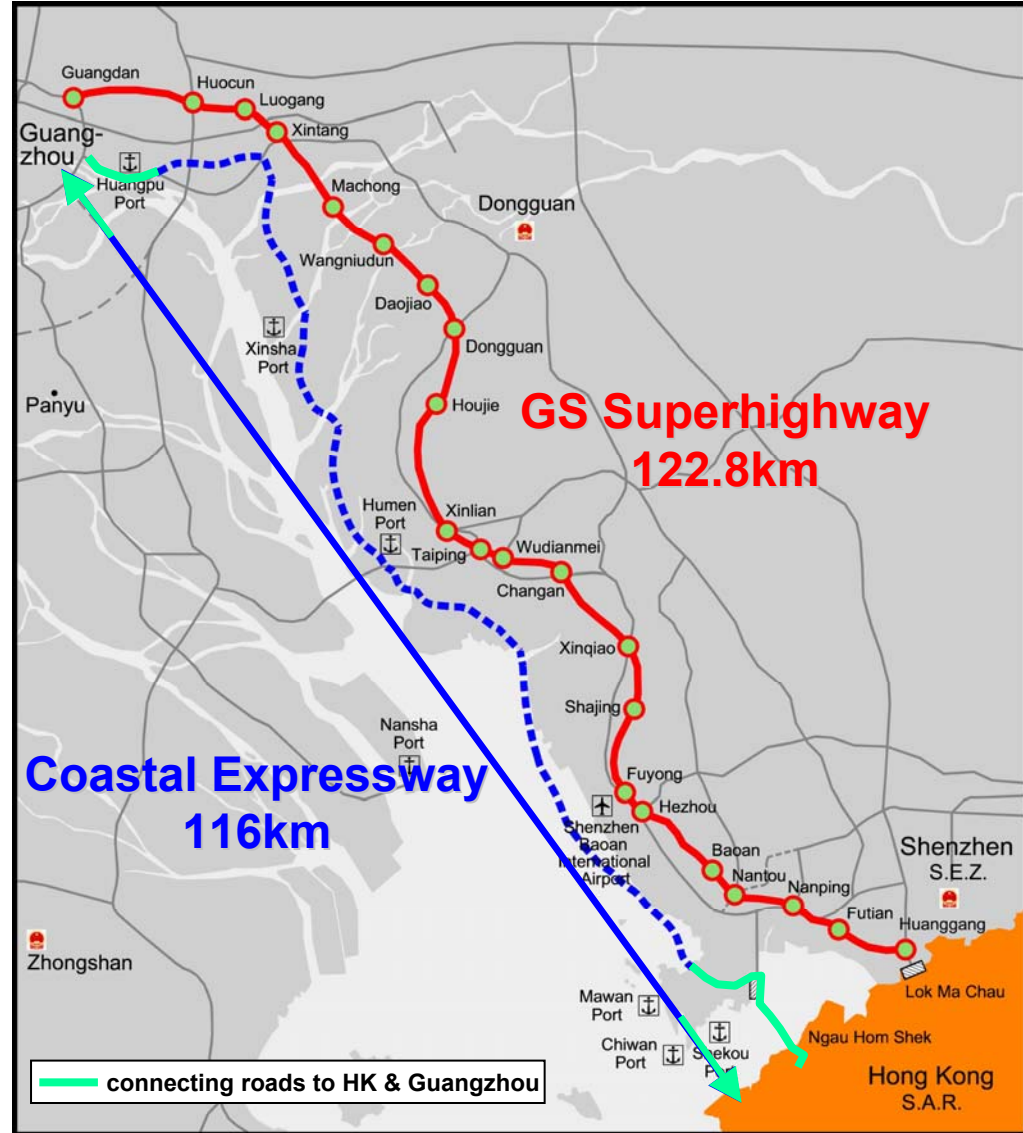 Guangdan
Huocun
Luogang
Xintang
Guang-
zhou
Huangpu
Port
Machong
Dongguan
Wangniudun
Daojiao
Xinsha
Port
Dongguan
Panyu
Houjie
GS Superhighway
122.8km
Humen
Port
Xinlian
Taiping
Wudianmei
Changan
Xinqiao
Shajing
Nansha
Port
Coastal Expressway
116km
Fuyong
Hezhou
Shenzhen
Baoan
International
Airport
Baoan
Nantou
Nanping
Shenzhen
S.E.Z.
Futian
Huanggang
Zhongshan
Lok Ma Chau
Mawan
Port
Ngau Hom Shek
Chiwan
Port
Shekou
Port
Hong Kong
S.A.R.
connecting roads to HK & Guangzhou